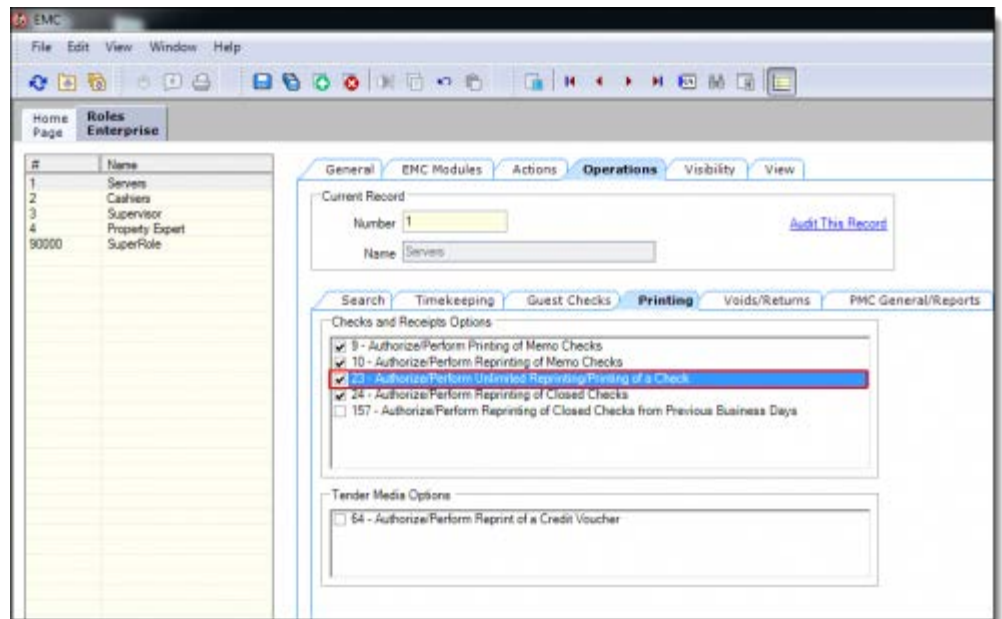 EMC
File Edit View Window Help
Home Page
Roles Enterprise
# Name
1 Servers
2 Cashiers
3 Supervisor
4 Property Expert
90000 SuperRole
General EMC Modules Actions Operations Visibility View
Current Record
Number 1
Audit This Record
Name Servers
Search Timekeeping Guest Checks Printing Voids/Returns PMC General/Reports
Checks and Receipts Options
9 - Authorize/Perform Printing of Memo Checks
10 - Authorize/Perform Reprinting of Memo Checks
23 - Authorize/Perform Unlimited Reprinting/Printing of a Check
24 - Authorize/Perform Reprinting of Closed Checks
157 - Authorize/Perform Reprinting of Closed Checks from Previous Business Days
Tender Media Options
64 - Authorize/Perform Reprint of a Credit Voucher